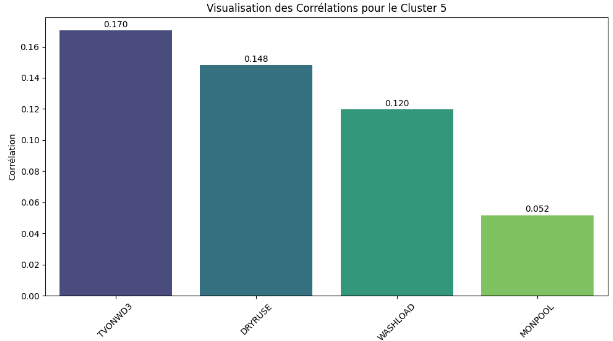 Visualisation des Corrélations pour le Cluster 5
Corrélation
0.16
0.14
0.12
0.10
0.08
0.06
0.04
0.02
0.00
0.170
0.148
0.120
0.052
TVONWD3
DRYRUSE
WASHLOAD
MONPOOL